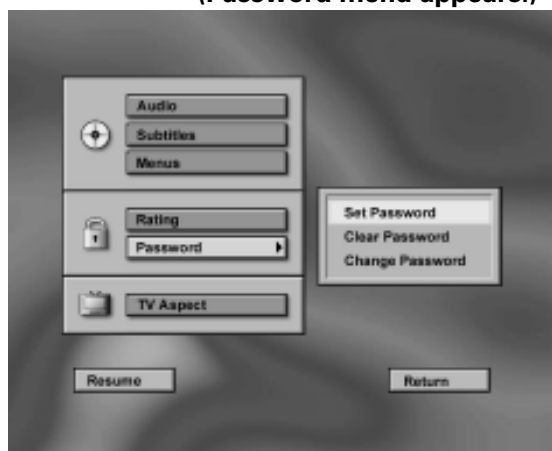 (Password menu appears.)
Audio
Subtitles
Menus
Rating
Password
TV Aspect
Set Password
Clear Password
Change Password
Resume
Return